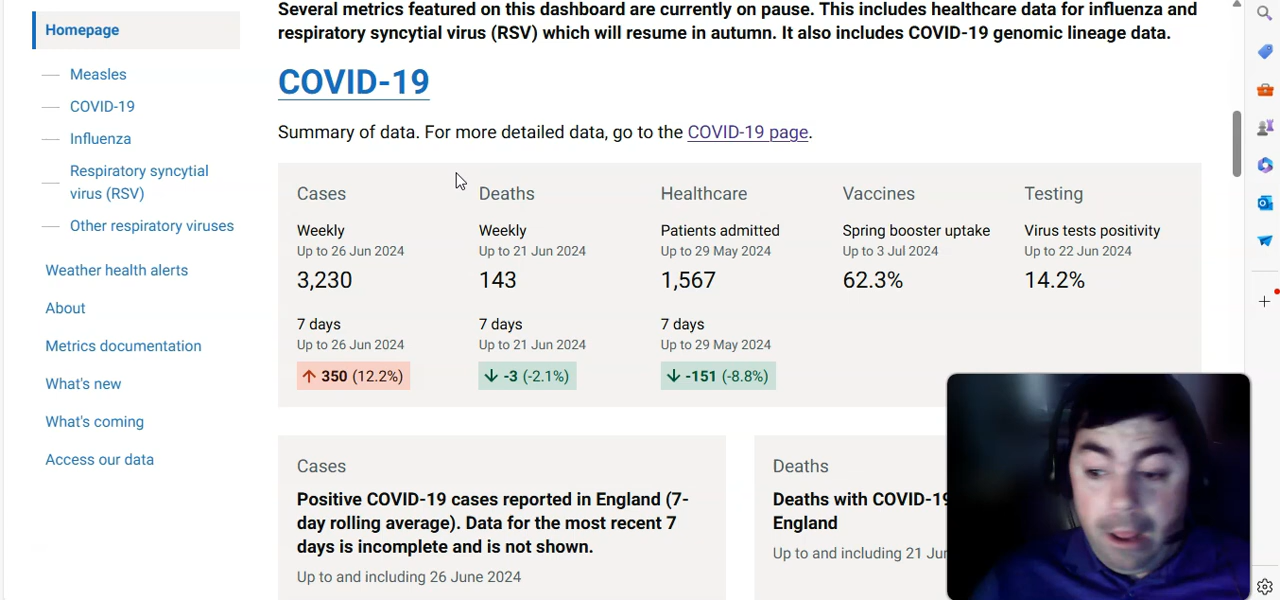 Several metrics featured on this dashboard are currently on pause. This includes healthcare data for influenza and
respiratory syncytial virus (RSV) which will resume in autumn. It also includes COVID-19 genomic lineage data.
Homepage
Measles
COVID-19
Influenza
Respiratory syncytial
virus (RSV)
Other respiratory viruses
Weather health alerts
About
Metrics documentation
What's new
What's coming
Access our data
COVID-19
Summary of data. For more detailed data, go to the COVID-19 page.
Cases
Weekly
Up to 26 Jun 2024
3,230
7 days
Up to 26 Jun 2024
350 (12.2%)
Deaths
Weekly
Up to 21 Jun 2024
143
7 days
Up to 21 Jun 2024
-3 (-2.1%)
Healthcare
Patients admitted
Up to 29 May 2024
1,567
7 days
Up to 29 May 2024
-151 (-8.8%)
Vaccines
Spring booster uptake
Up to 3 Jul 2024
62.3%
Testing
Virus tests positivity
Up to 22 Jun 2024
14.2%
Cases
Positive COVID-19 cases reported in England (7-
day rolling average). Data for the most recent 7
days is incomplete and is not shown.
Up to and including 26 June 2024
Deaths
Deaths with COVID-19
England
Up to and including 21 Jun